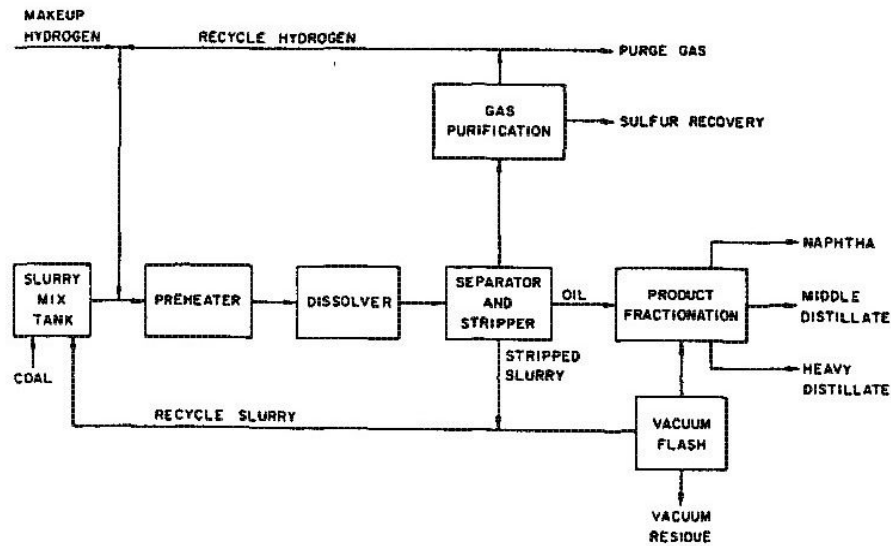 MAKEUP
HYDROGEN
RECYCLE HYDROGEN
PURGE GAS
GAS
PURIFICATION
SULFUR RECOVERY
SLURRY
MIX
TANK
PREHEATER
DISSOLVER
SEPARATOR
AND
STRIPPER
OIL
PRODUCT
FRACTIONATION
NAPHTHA
MIDDLE
DISTILLATE
HEAVY
DISTILLATE
COAL
STRIPPED
SLURRY
RECYCLE SLURRY
VACUUM
FLASH
VACUUM
RESIDUE